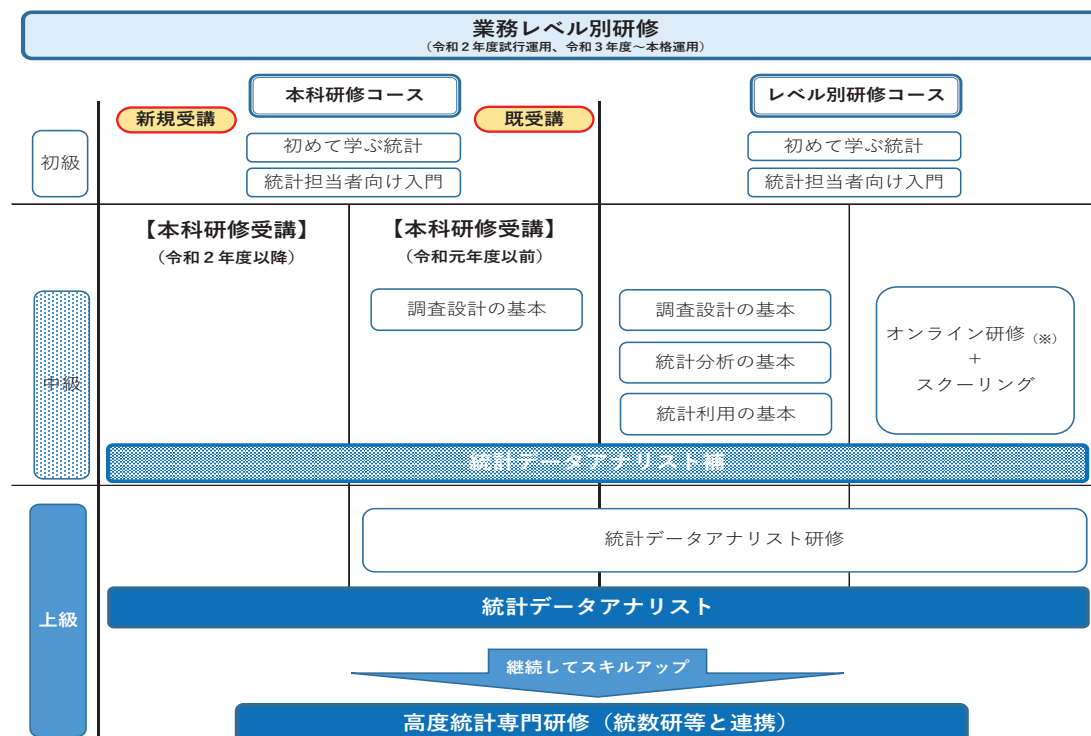 業務レベル別研修
（令和２年度試行運用、令和３年度～本格運用）
本科研修コース
レベル別研修コース
新規受講
既受講
初級
初めて学ぶ統計
初めて学ぶ統計
統計担当者向け入門
統計担当者向け入門
【本科研修受講】
（令和２年度以降）
【本科研修受講】
（令和元年度以前）
中級
調査設計の基本
調査設計の基本
統計分析の基本
統計利用の基本
オンライン研修（※）
＋
スクーリング
統計データアナリスト補
上級
統計データアナリスト研修
統計データアナリスト
継続してスキルアップ
高度統計専門研修（統数研等と連携）